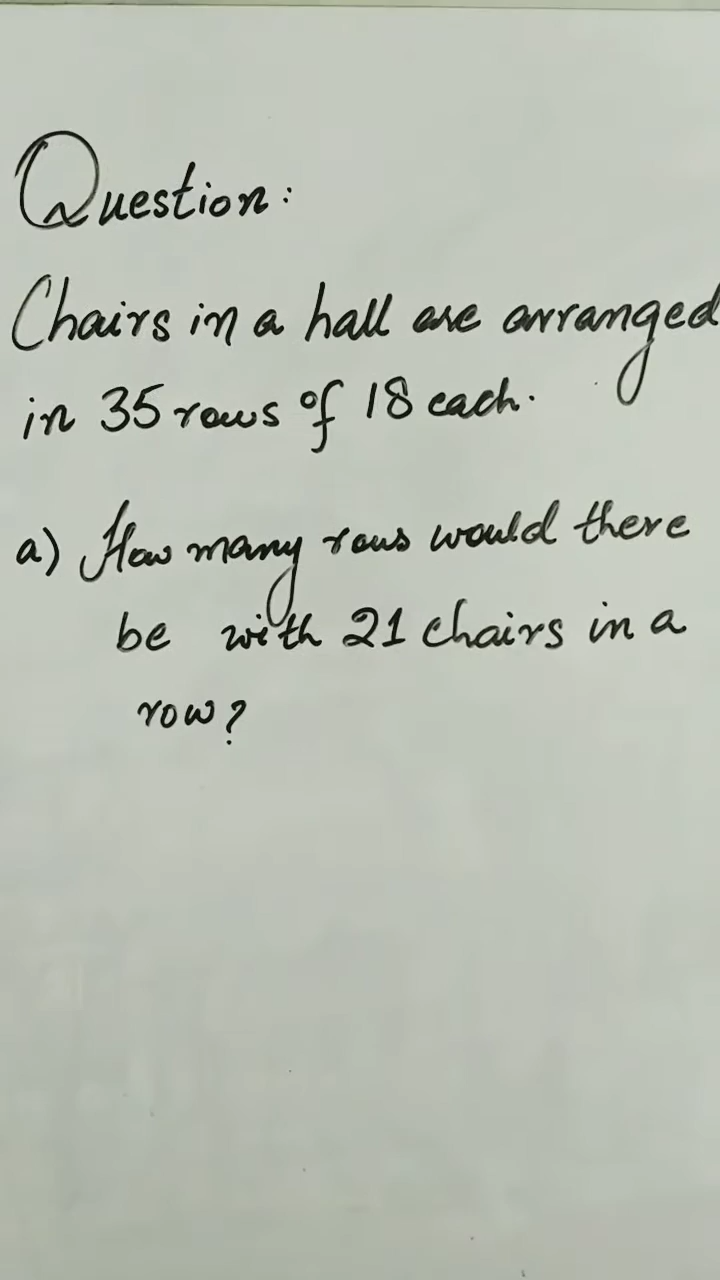 Question:
Chairs in a hall are arranged
in 35 rows of 18 each.
a) How many rows would there
be with 21 chairs in a
row?